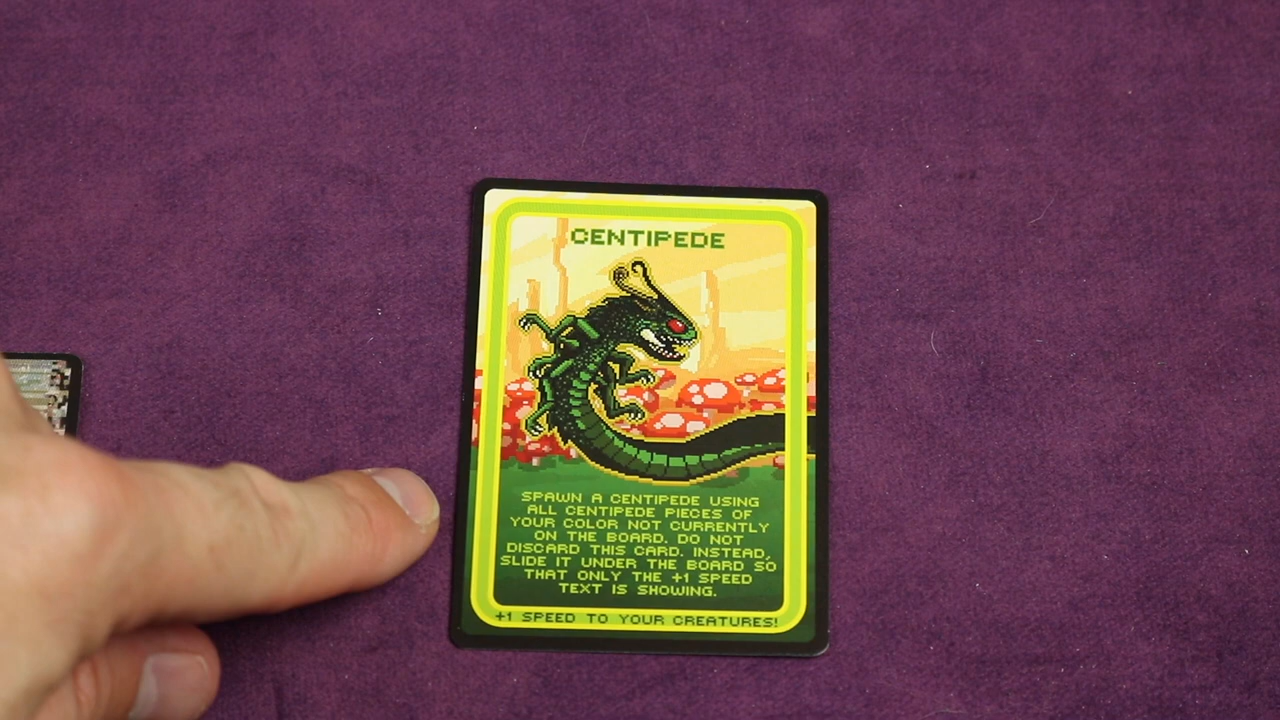 CENTIPEDE
SPAWN A CENTIPEDE USING
ALL CENTIPEDE PIECES OF
YOUR COLOR NOT CURRENTLY
ON THE BOARD. DO NOT
DISCARD THIS CARD. INSTEAD,
SLIDE IT UNDER THE BOARD SO
THAT ONLY THE +1 SPEED
TEXT IS SHOWING.
+1 SPEED TO YOUR CREATURES!